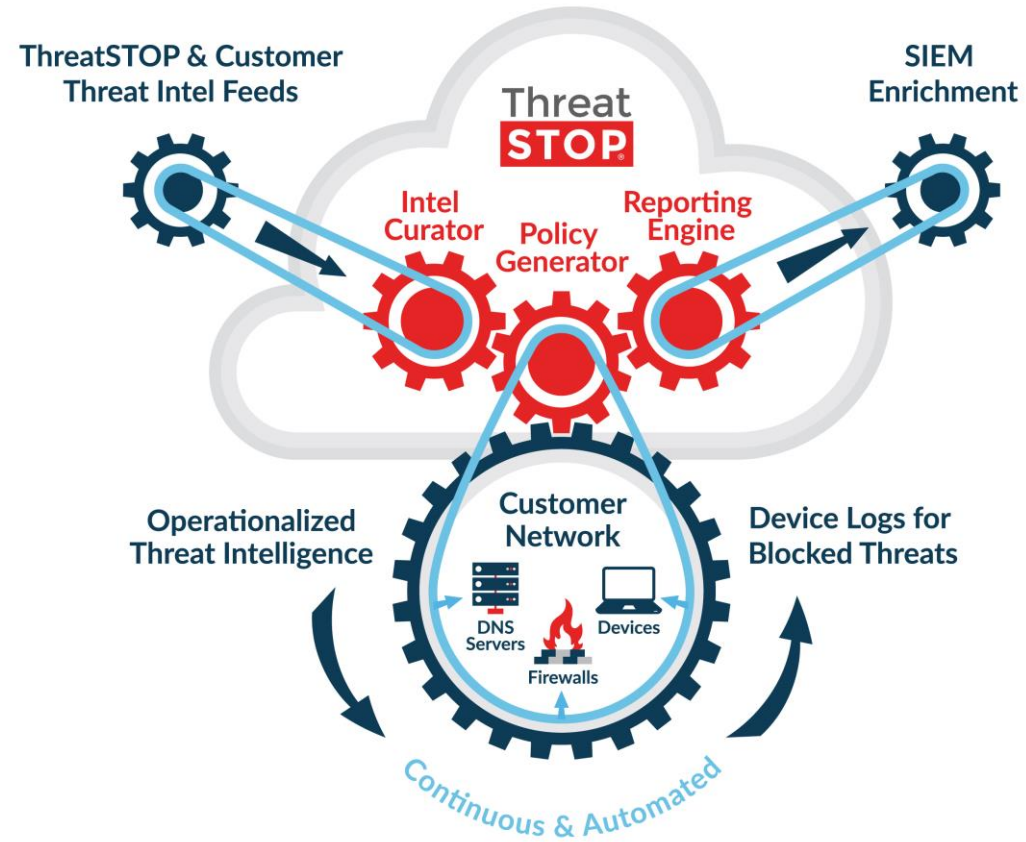 ThreatSTOP & Customer
Threat Intel Feeds
SIEM
Enrichment
Threat
STOP®
Intel
Curator
Policy
Generator
Reporting
Engine
Operationalized
Threat Intelligence
Customer
Network
DNS
Servers
Firewalls
Devices
Device Logs for
Blocked Threats
Continuous & Automated